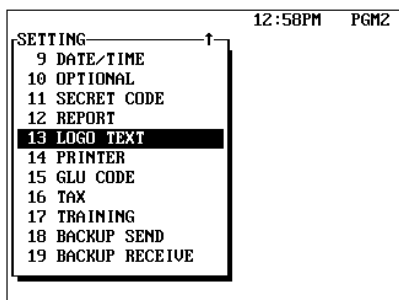 12:58PM PGM2
SETTING ↑
9 DATE/TIME
10 OPTIONAL
11 SECRET CODE
12 REPORT
13 LOGO TEXT
14 PRINTER
15 GLU CODE
16 TAX
17 TRAINING
18 BACKUP SEND
19 BACKUP RECEIVE